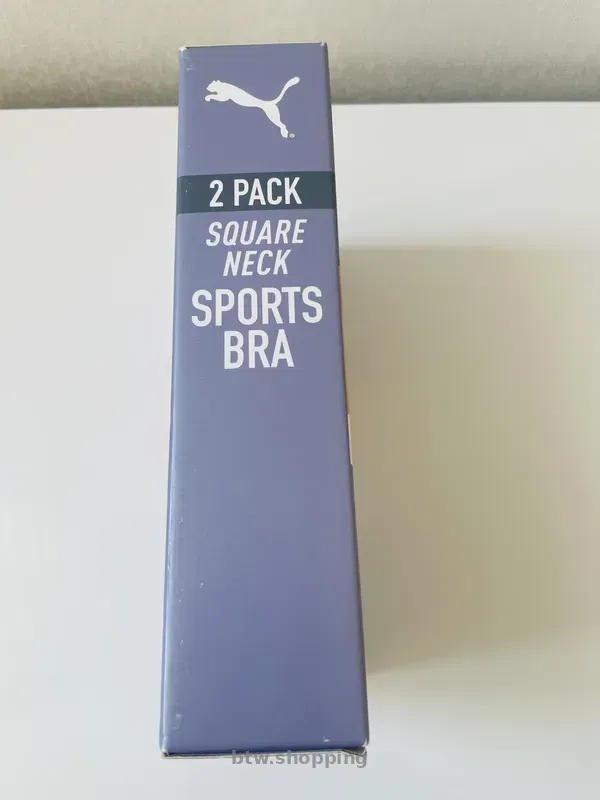 2 PACK
SQUARE
NECK
SPORTS
BRA
btw.shopping